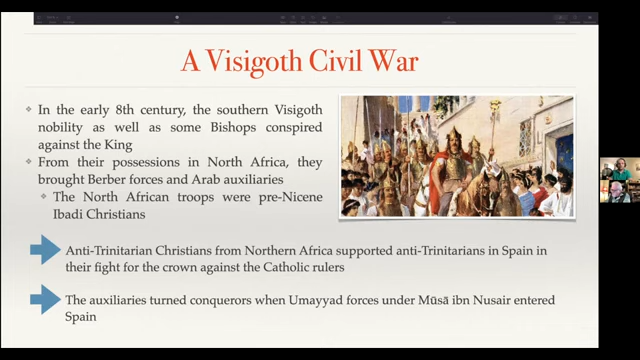 A Visigoth Civil War
In the early 8th century, the southern Visigoth
nobility as well as some Bishops conspired
against the King
From their possessions in North Africa, they
brought Berber forces and Arab auxiliaries
The North African troops were pre-Nicene
Ibadi Christians
Anti-Trinitarian Christians from Northern Africa supported anti-Trinitarians in Spain in
their fight for the crown against the Catholic rulers
The auxiliaries turned conquerors when Umayyad forces under Mūsā ibn Nusair entered
Spain